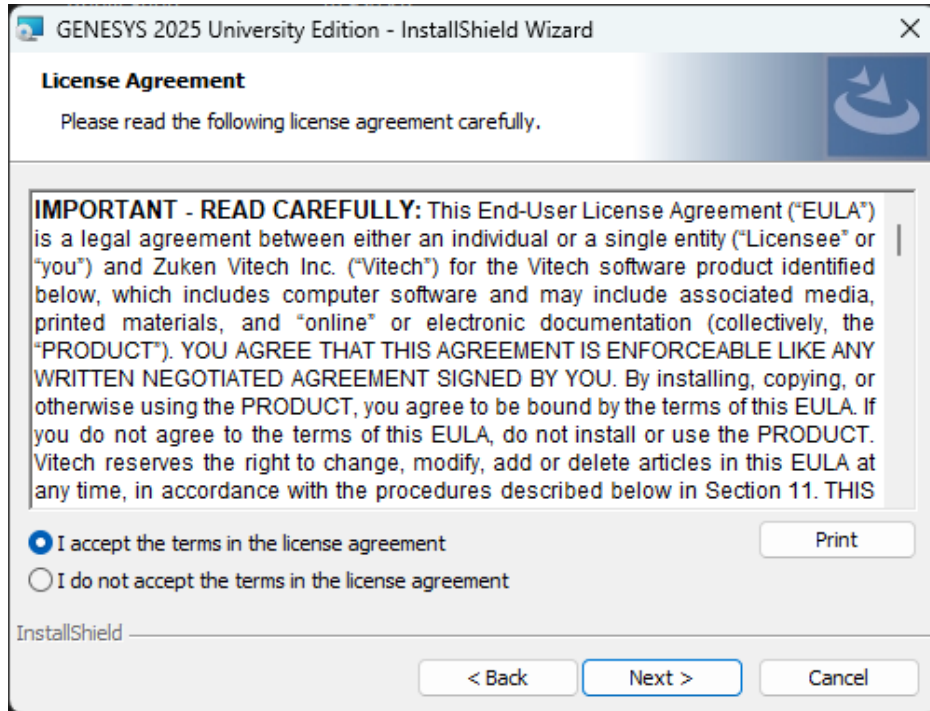 GENESYS 2025 University Edition - InstallShield Wizard
License Agreement
Please read the following license agreement carefully.
IMPORTANT - READ CAREFULLY: This End-User License Agreement (“EULA”)
is a legal agreement between either an individual or a single entity (“Licensee” or
“you”) and Zuken Vitech Inc. (“Vitech”) for the Vitech software product identified
below, which includes computer software and may include associated media,
printed materials, and “online” or electronic documentation (collectively, the
“PRODUCT”). YOU AGREE THAT THIS AGREEMENT IS ENFORCEABLE LIKE ANY
WRITTEN NEGOTIATED AGREEMENT SIGNED BY YOU. By installing, copying, or
otherwise using the PRODUCT, you agree to be bound by the terms of this EULA. If
you do not agree to the terms of this EULA, do not install or use the PRODUCT.
Vitech reserves the right to change, modify, add or delete articles in this EULA at
any time, in accordance with the procedures described below in Section 11. THIS
I accept the terms in the license agreement
Print
I do not accept the terms in the license agreement
InstallShield
< Back
Next >
Cancel